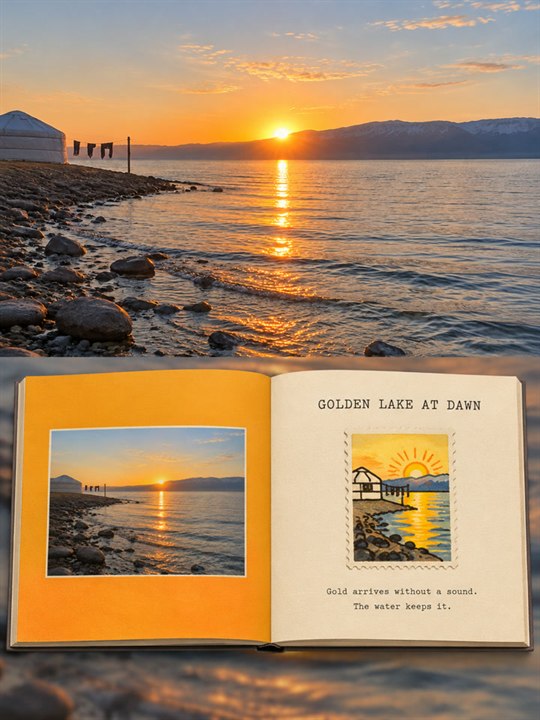 GOLDEN LAKE AT DAWN
Gold arrives without a sound.
The water keeps it.